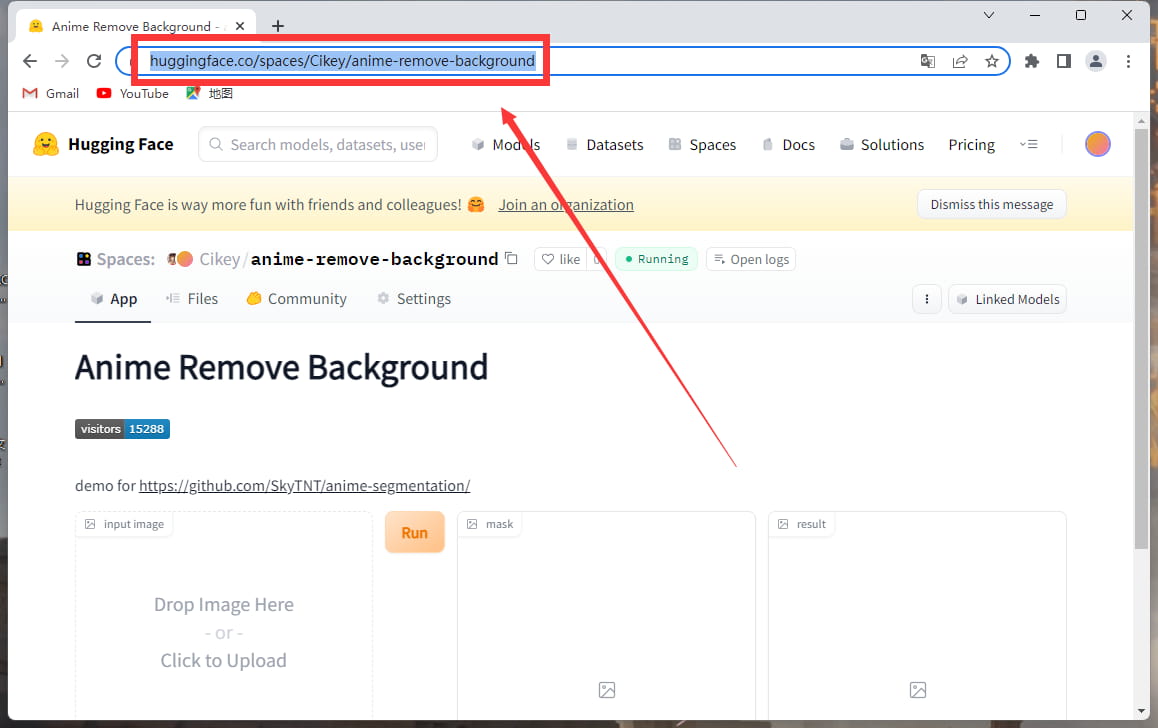 Anime Remove Background -
huggingface.co/spaces/Cikey/anime-remove-background
Gmail YouTube 地图
Hugging Face Search models, datasets, user Models Datasets Spaces Docs Solutions Pricing
Hugging Face is way more fun with friends and colleagues! 🤗 Join an organization Dismiss this message
Spaces: Cikey/anime-remove-background like Running Open logs
App Files Community Settings Linked Models
Anime Remove Background
visitors 15288
demo for https://github.com/SkyTNT/anime-segmentation/
input image Run mask result
Drop Image Here
- or -
Click to Upload